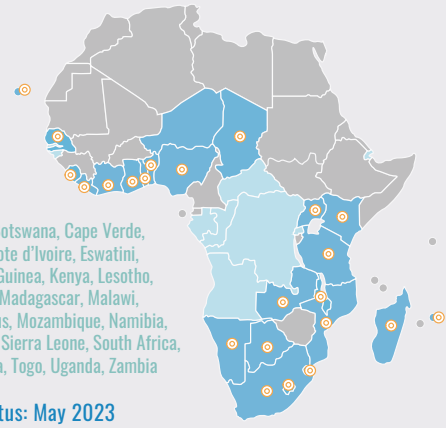 otswana, Cape Verde,
ote d'Ivoire, Eswatini,
Guinea, Kenya, Lesotho,
Madagascar, Malawi,
Mozambique, Namibia,
Sierra Leone, South Africa,
Togo, Uganda, Zambia
tus: May 2023